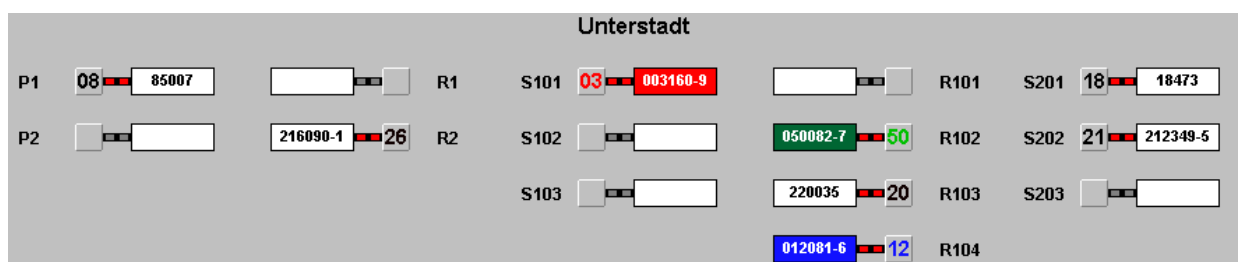 Unterstadt
P1 08 85007 R1 S101 03 003160-9 R101 S201 18 18473
P2 216090-1 26 R2 S102 050082-7 50 R102 S202 21 212349-5
S103 220035 20 R103 S203
012081-6 12 R104